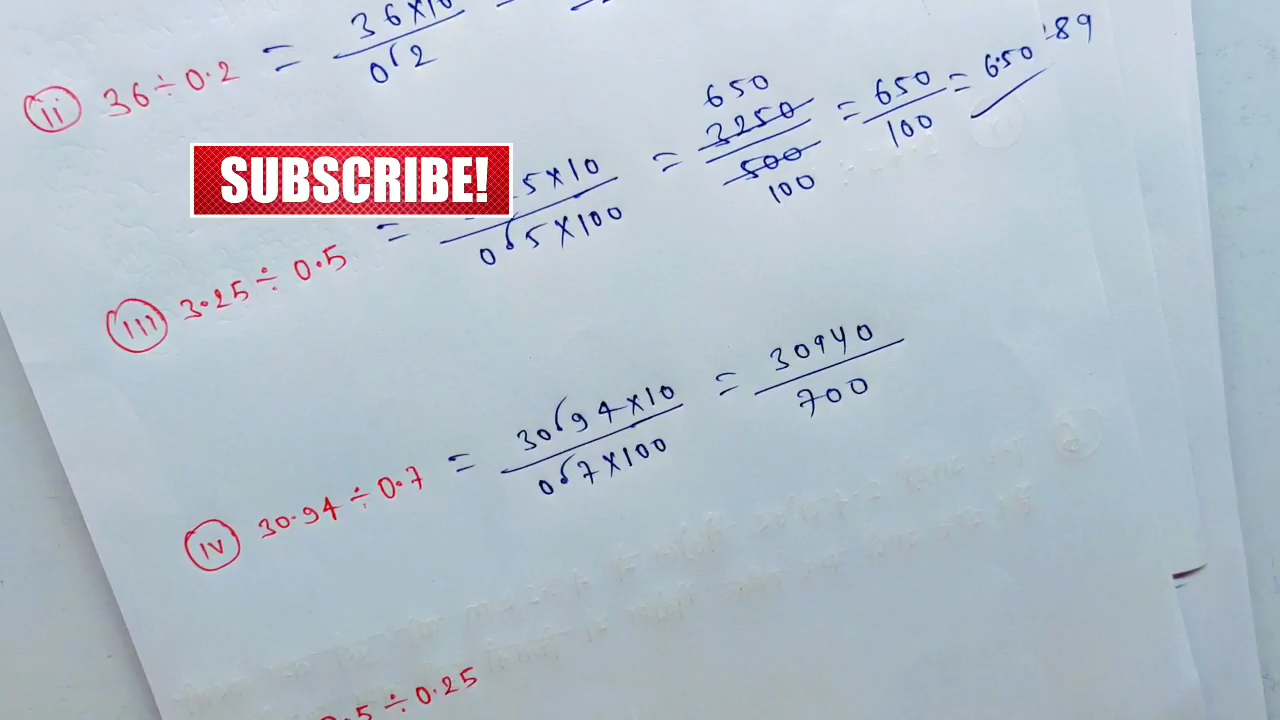 (ii) 36 ÷ 0.2 = 36×10 / 0.2
SUBSCRIBE!
(iii) 3.25 ÷ 0.5 = 5×10 / 0.5×100 = 3250 / 500 650 100 = 650 / 100 = 6.50
.89
(iv) 30.94 ÷ 0.7 = 30.94×10 / 0.7×100 = 30940 / 700
.5 ÷ 0.25